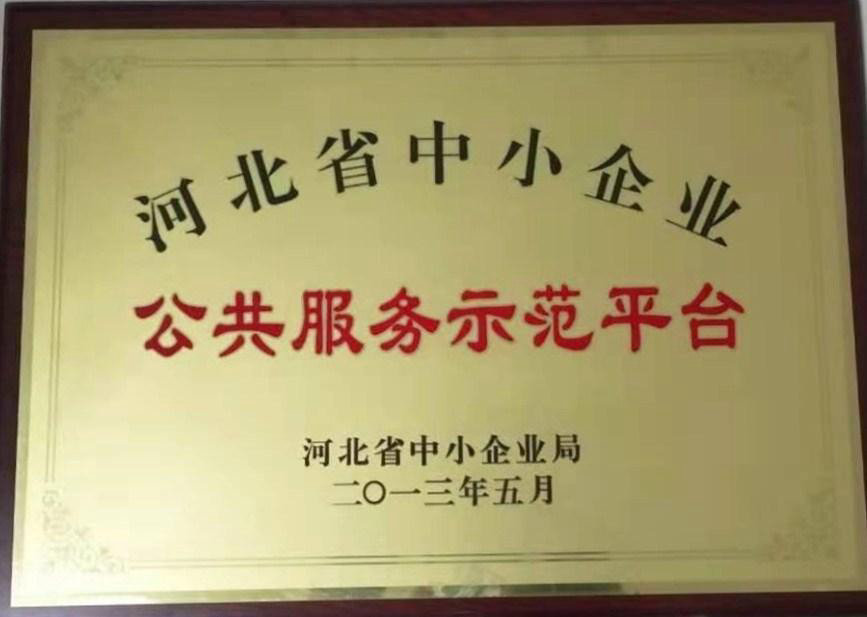 河北省中小企业
公共服务示范平台
河北省中小企业局
二〇一三年五月